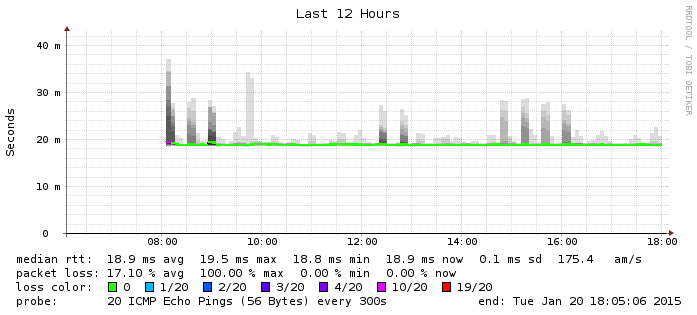 Last 12 Hours
RRDTOOL / TOBI OETIKER
Seconds
40 m
30 m
20 m
10 m
0
08:00 10:00 12:00 14:00 16:00 18:00
median rtt: 18.9 ms avg 19.5 ms max 18.8 ms min 18.9 ms now 0.1 ms sd 175.4 am/s
packet loss: 17.10 % avg 100.00 % max 0.00 % min 0.00 % now
loss color: 0 1/20 2/20 3/20 4/20 10/20 19/20
probe: 20 ICMP Echo Pings (56 Bytes) every 300s end: Tue Jan 20 18:05:06 2015